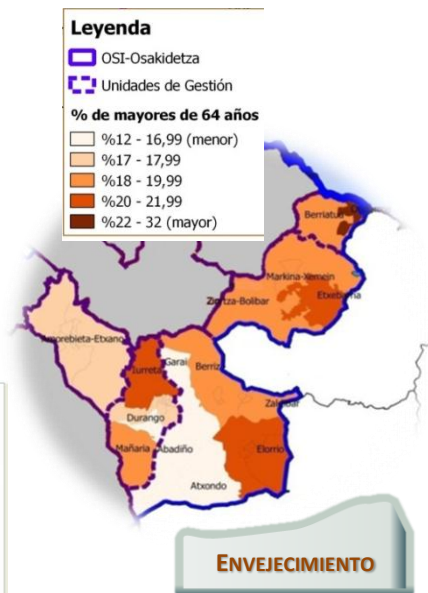 Leyenda
OSI-Osakidetza
Unidades de Gestión
% de mayores de 64 años
%12 - 16,99 (menor)
%17 - 17,99
%18 - 19,99
%20 - 21,99
%22 - 32 (mayor)
Berriatua
Markina-Xemein
Ziortza-Bolibar
Etxebarria
Amorebieta-Etxano
Garai
Iurreta
Berriz
Durango
Zaldibar
Mañaria
Abadiño
Elorrio
Atxondo
ENVEJECIMIENTO